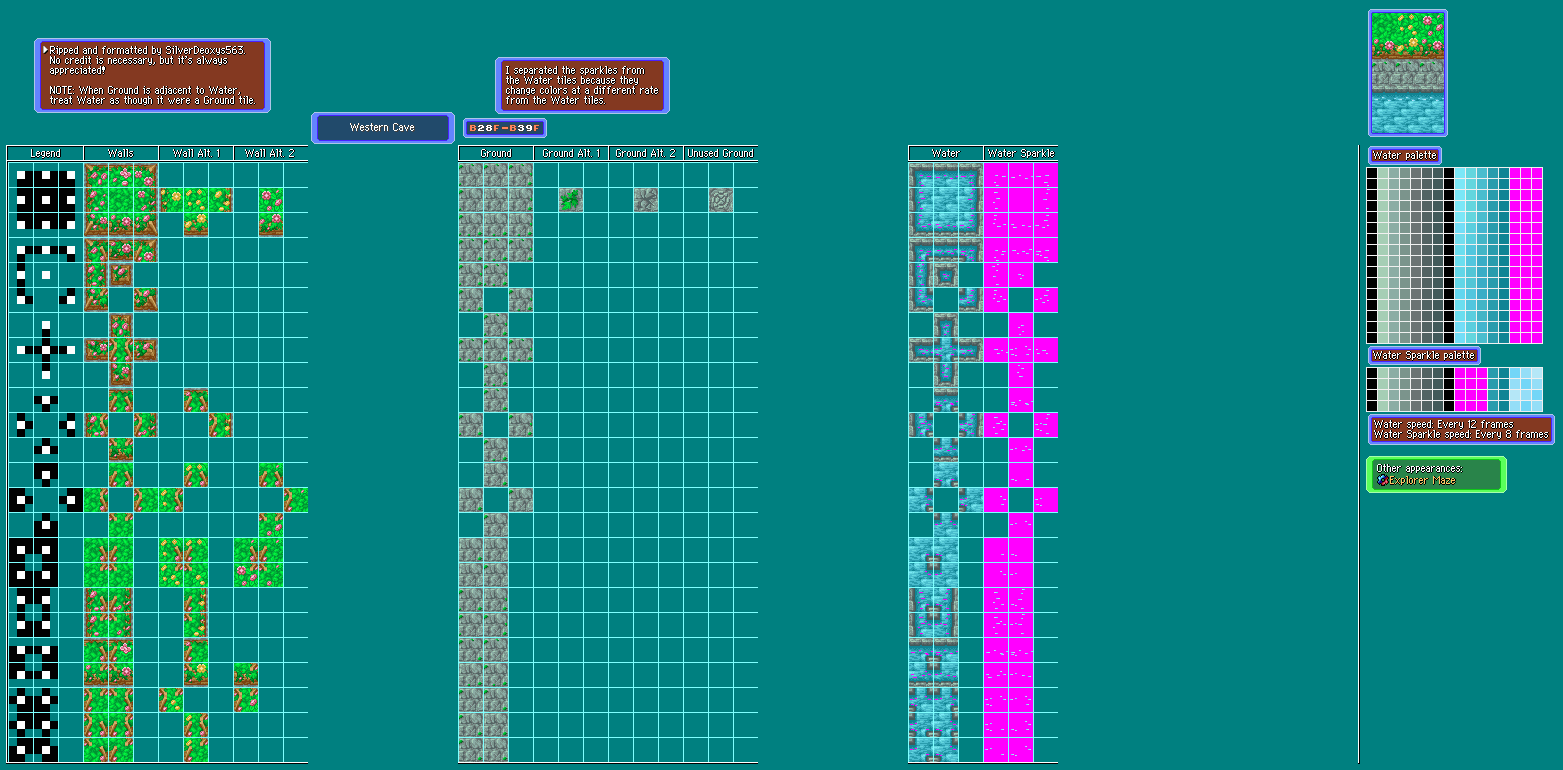 Ripped and formatted by SilverDeoxys563.
No credit is necessary, but it's always
appreciated!
NOTE: When Ground is adjacent to Water,
treat Water as though it were a Ground tile.
I separated the sparkles from
the Water tiles because they
change colors at a different rate
from the Water tiles.
Western Cave
B28F-B39F
Legend
Walls
Wall Alt. 1
Wall Alt. 2
Ground
Ground Alt. 1
Ground Alt. 2
Unused Ground
Water
Water Sparkle
Water palette
Water Sparkle palette
Water speed: Every 12 frames
Water Sparkle speed: Every 8 frames
Other appearances:
Explorer Maze